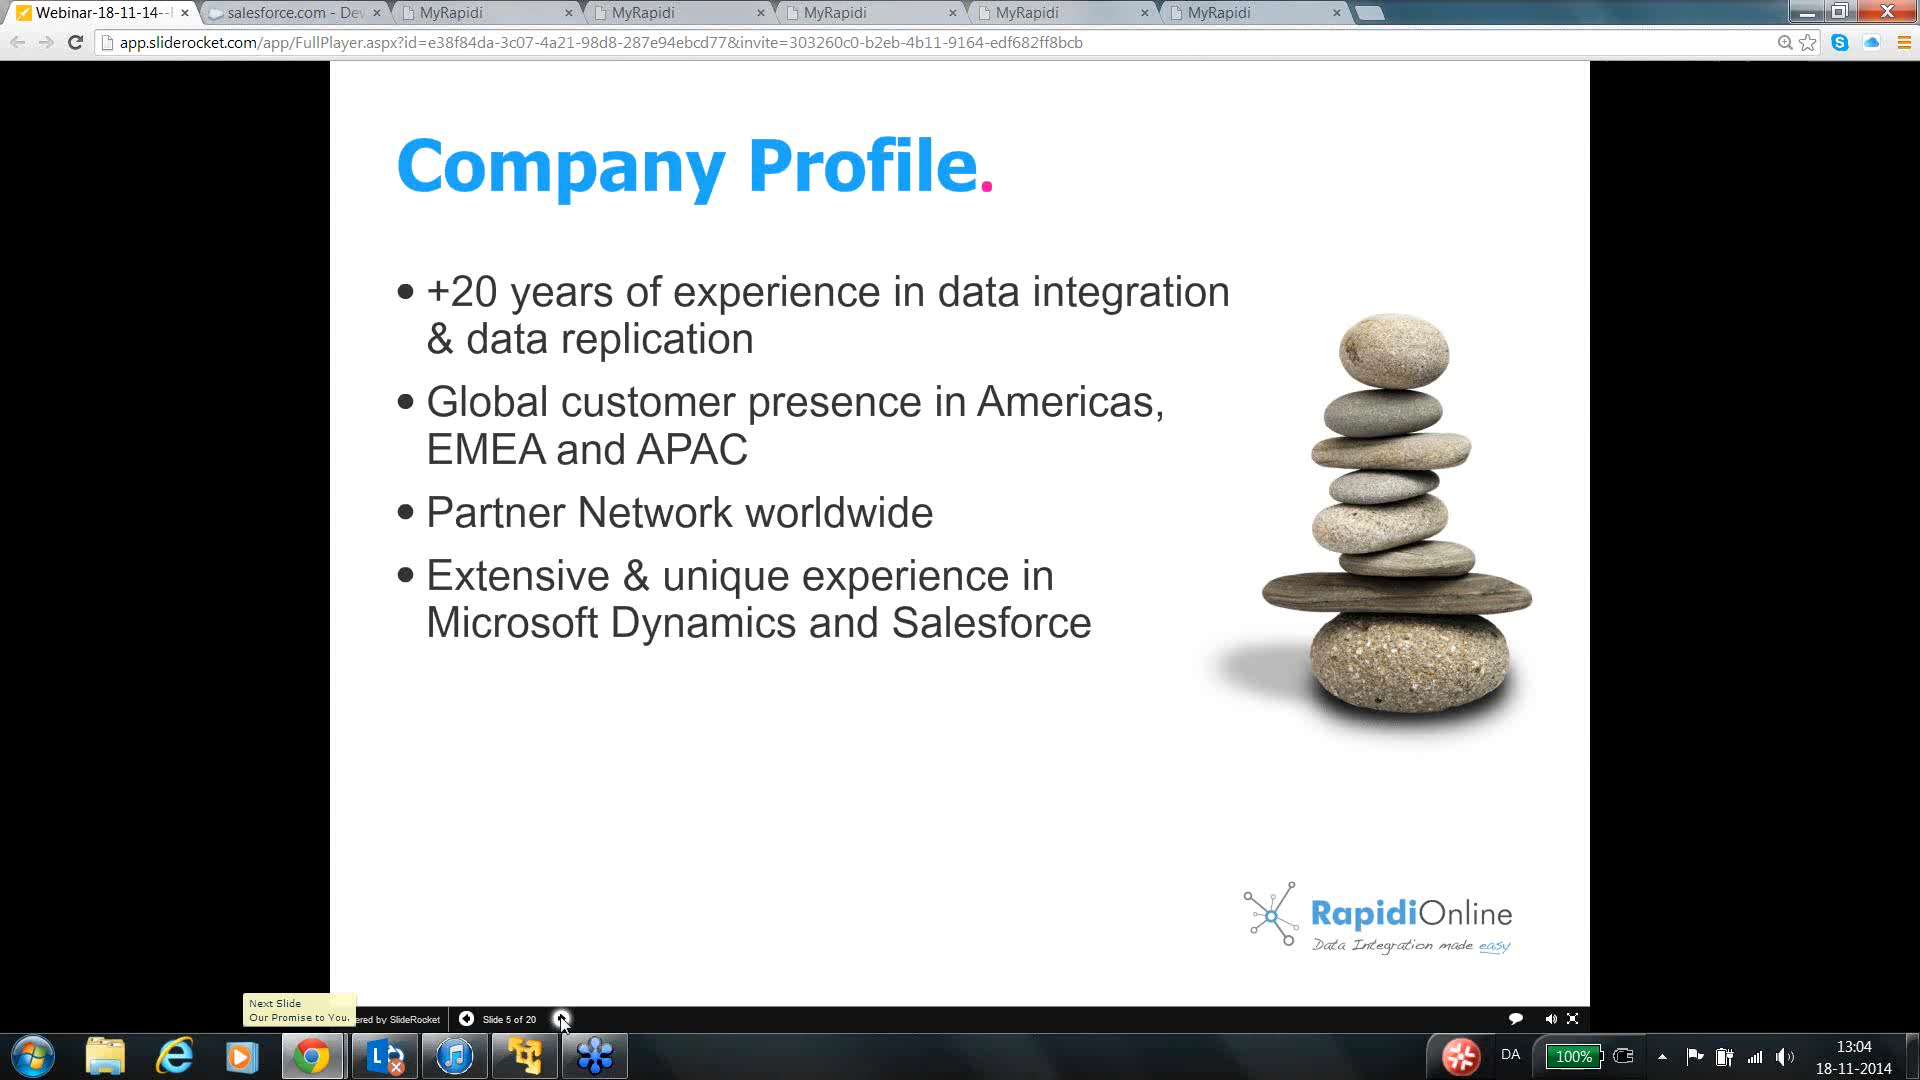 Webinar-18-11-14--
salesforce.com - Dev
MyRapidi
MyRapidi
MyRapidi
MyRapidi
MyRapidi
app.sliderocket.com/app/FullPlayer.aspx?id=e38f84da-3c07-4a21-98d8-287e94ebcd77&invite=303260c0-b2eb-4b11-9164-edf682ff8bcb
Company Profile.
• +20 years of experience in data integration
& data replication
• Global customer presence in Americas,
EMEA and APAC
• Partner Network worldwide
• Extensive & unique experience in
Microsoft Dynamics and Salesforce
RapidiOnline
Data Integration made easy
Next Slide
Our Promise to You.
ered by SlideRocket
Slide 5 of 20
DA
100%
13:04
18-11-2014